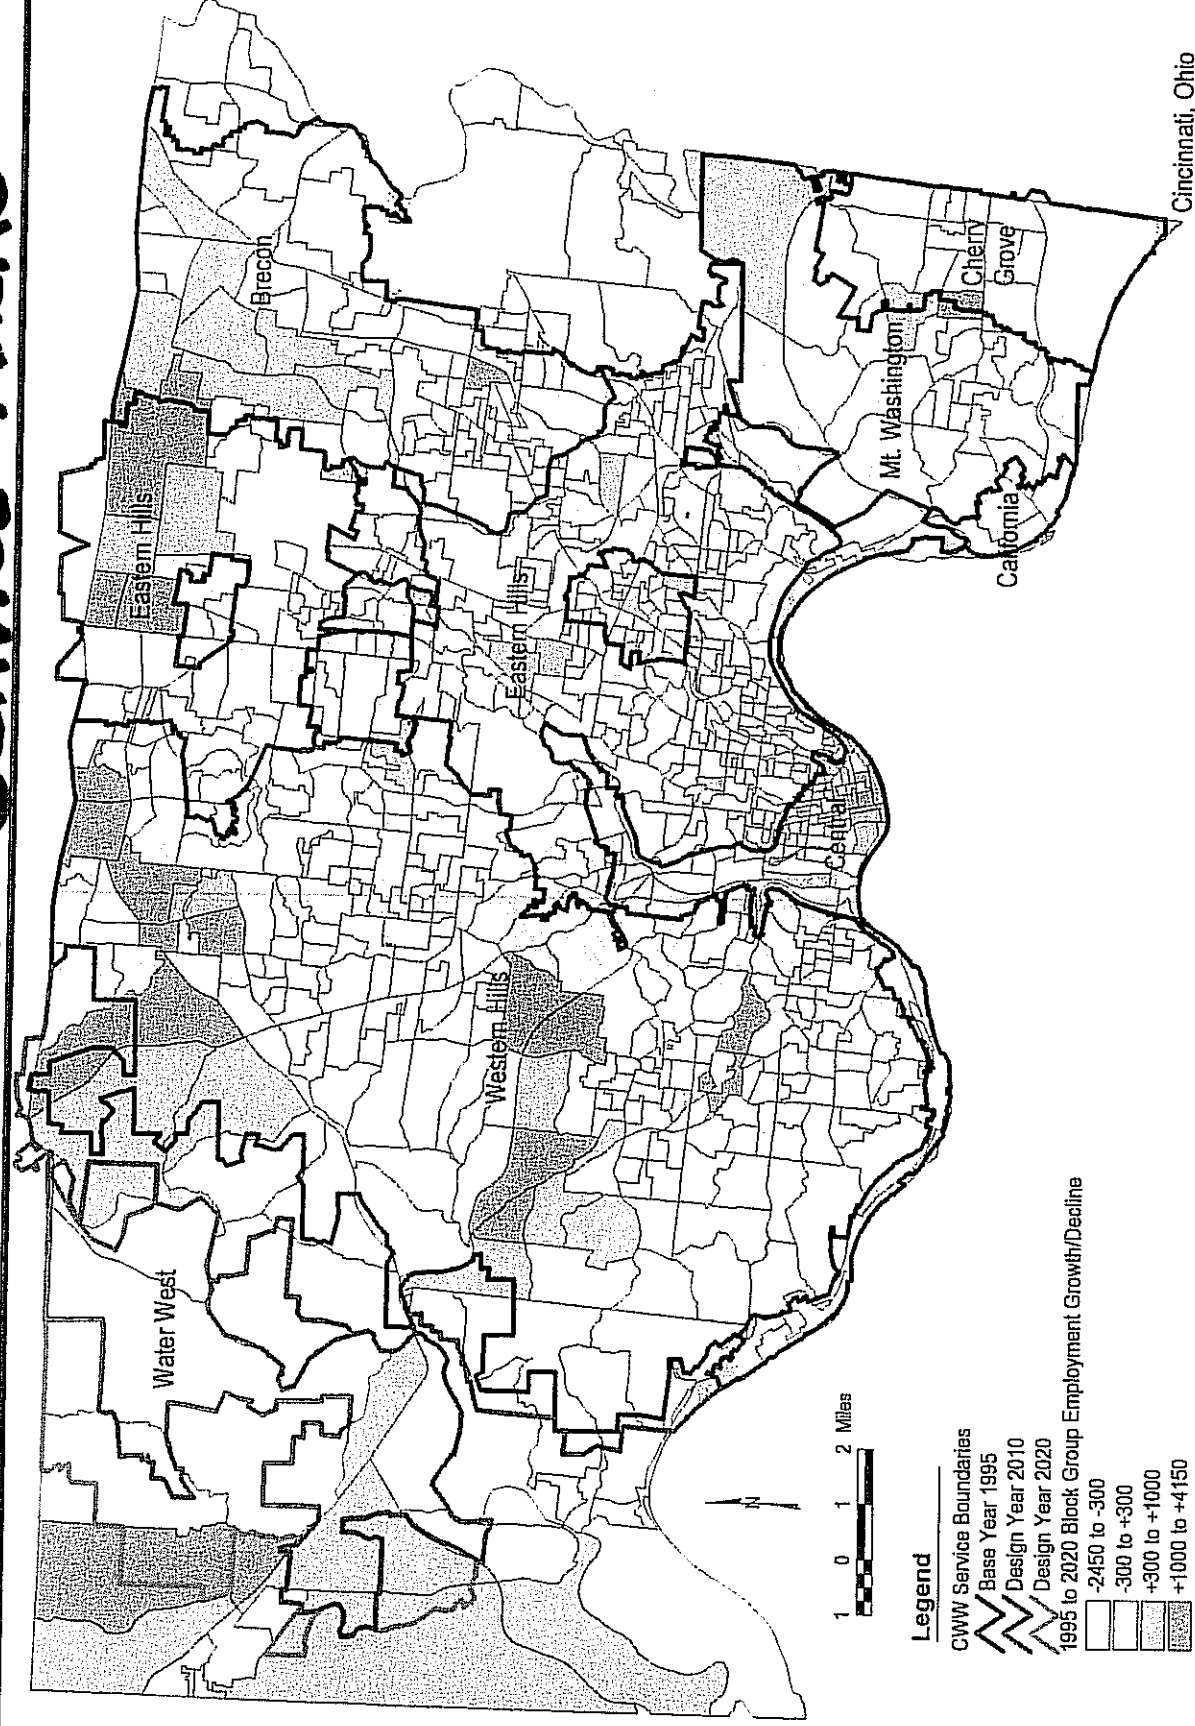 Brecon
Eastern Hills
Eastern Hills
Cherry
Grove
Mt. Washington
California
Central
Western Hills
Water West
N
1 0 1 2 Miles
Legend
CWW Service Boundaries
Base Year 1995
Design Year 2010
Design Year 2020
1995 to 2020 Block Group Employment Growth/Decline
-2450 to -300
-300 to +300
+300 to +1000
+1000 to +4150
Cincinnati, Ohio